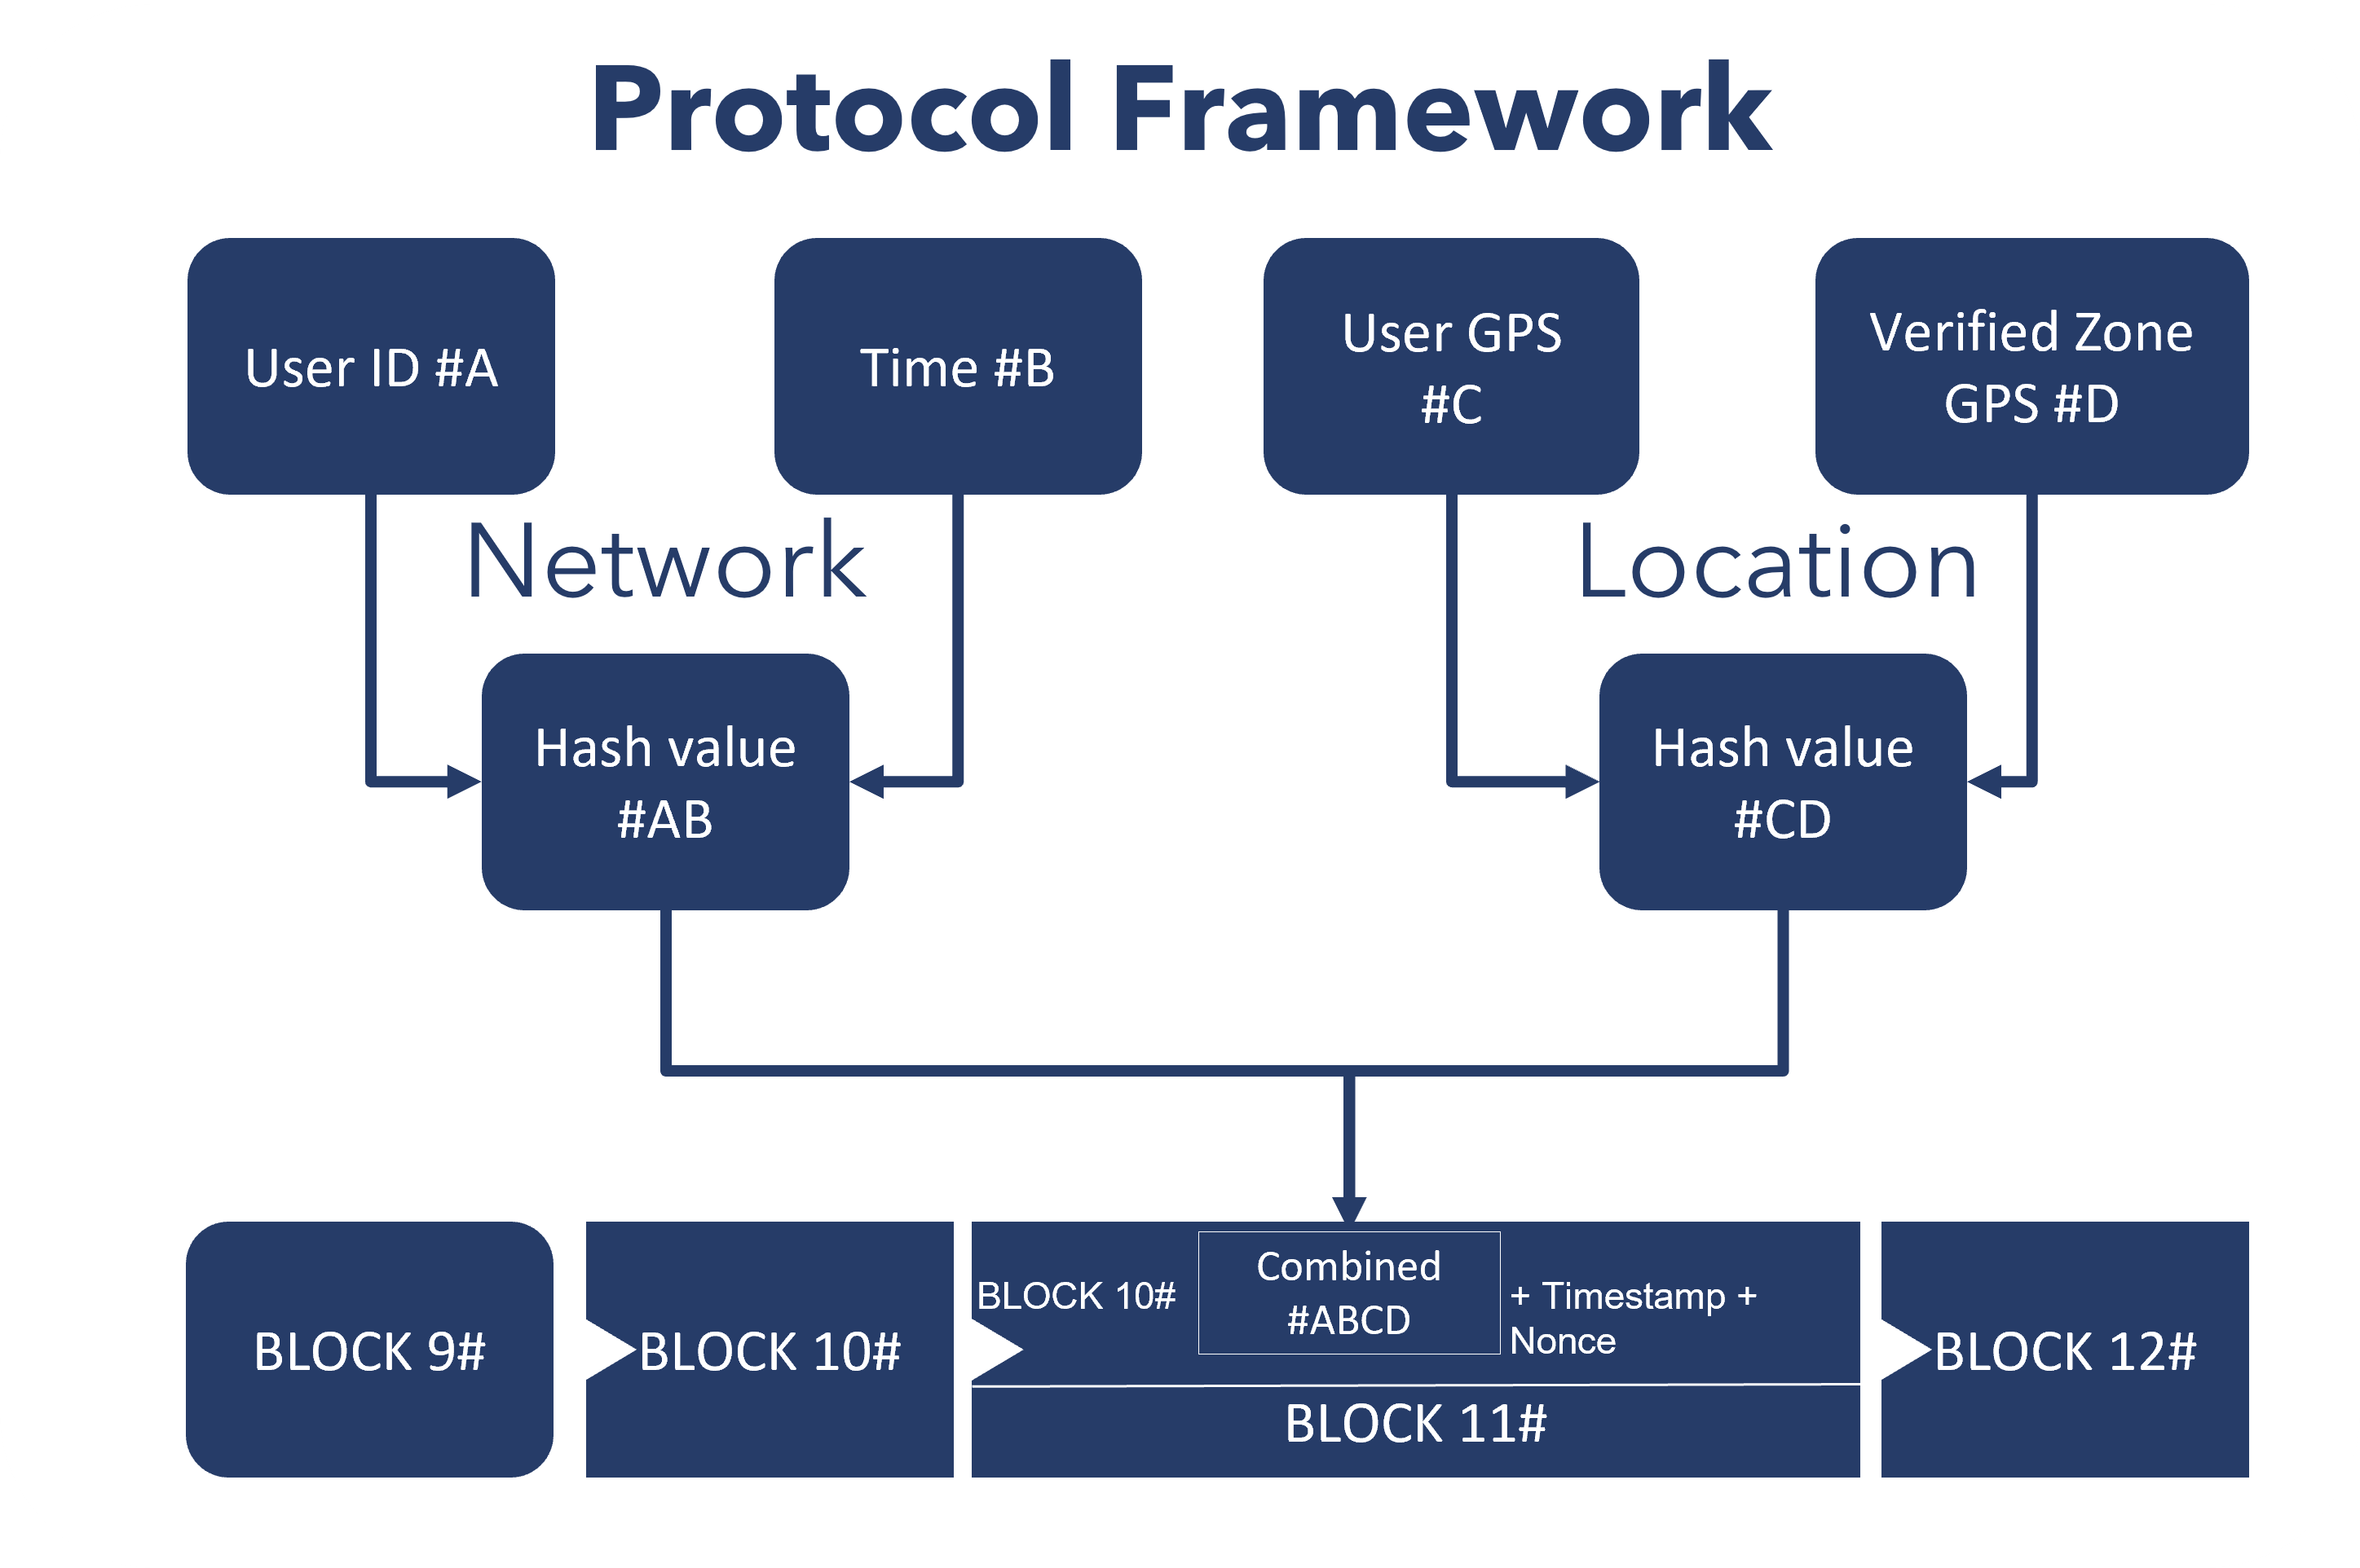 Protocol Framework
User ID #A
Time #B
User GPS
#C
Verified Zone
GPS #D
Network
Location
Hash value
#AB
Hash value
#CD
BLOCK 9#
BLOCK 10#
BLOCK 10#
Combined
#ABCD
+ Timestamp +
Nonce
BLOCK 11#
BLOCK 12#